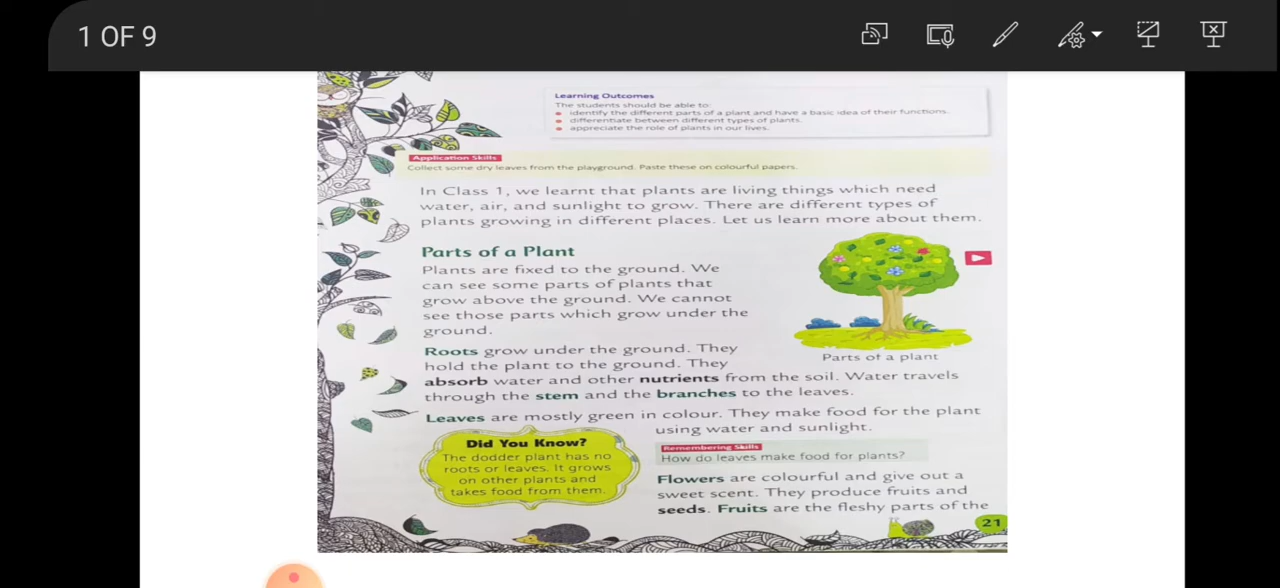 1 OF 9
Learning Outcomes
The students should be able to:
identify the different parts of a plant and have a basic idea of their functions.
differentiate between different types of plants.
appreciate the role of plants in our lives.
Application Skills
Collect some dry leaves from the playground. Paste these on colourful papers.
In Class 1, we learnt that plants are living things which need
water, air, and sunlight to grow. There are different types of
plants growing in different places. Let us learn more about them.
Parts of a Plant
Plants are fixed to the ground. We
can see some parts of plants that
grow above the ground. We cannot
see those parts which grow under the
ground.
Parts of a plant
Roots grow under the ground. They
hold the plant to the ground. They
absorb water and other nutrients from the soil. Water travels
through the stem and the branches to the leaves.
Leaves are mostly green in colour. They make food for the plant
using water and sunlight.
Did You Know?
The dodder plant has no
roots or leaves. It grows
on other plants and
takes food from them.
Remembering Skills
How do leaves make food for plants?
Flowers are colourful and give out a
sweet scent. They produce fruits and
seeds. Fruits are the fleshy parts of the
21